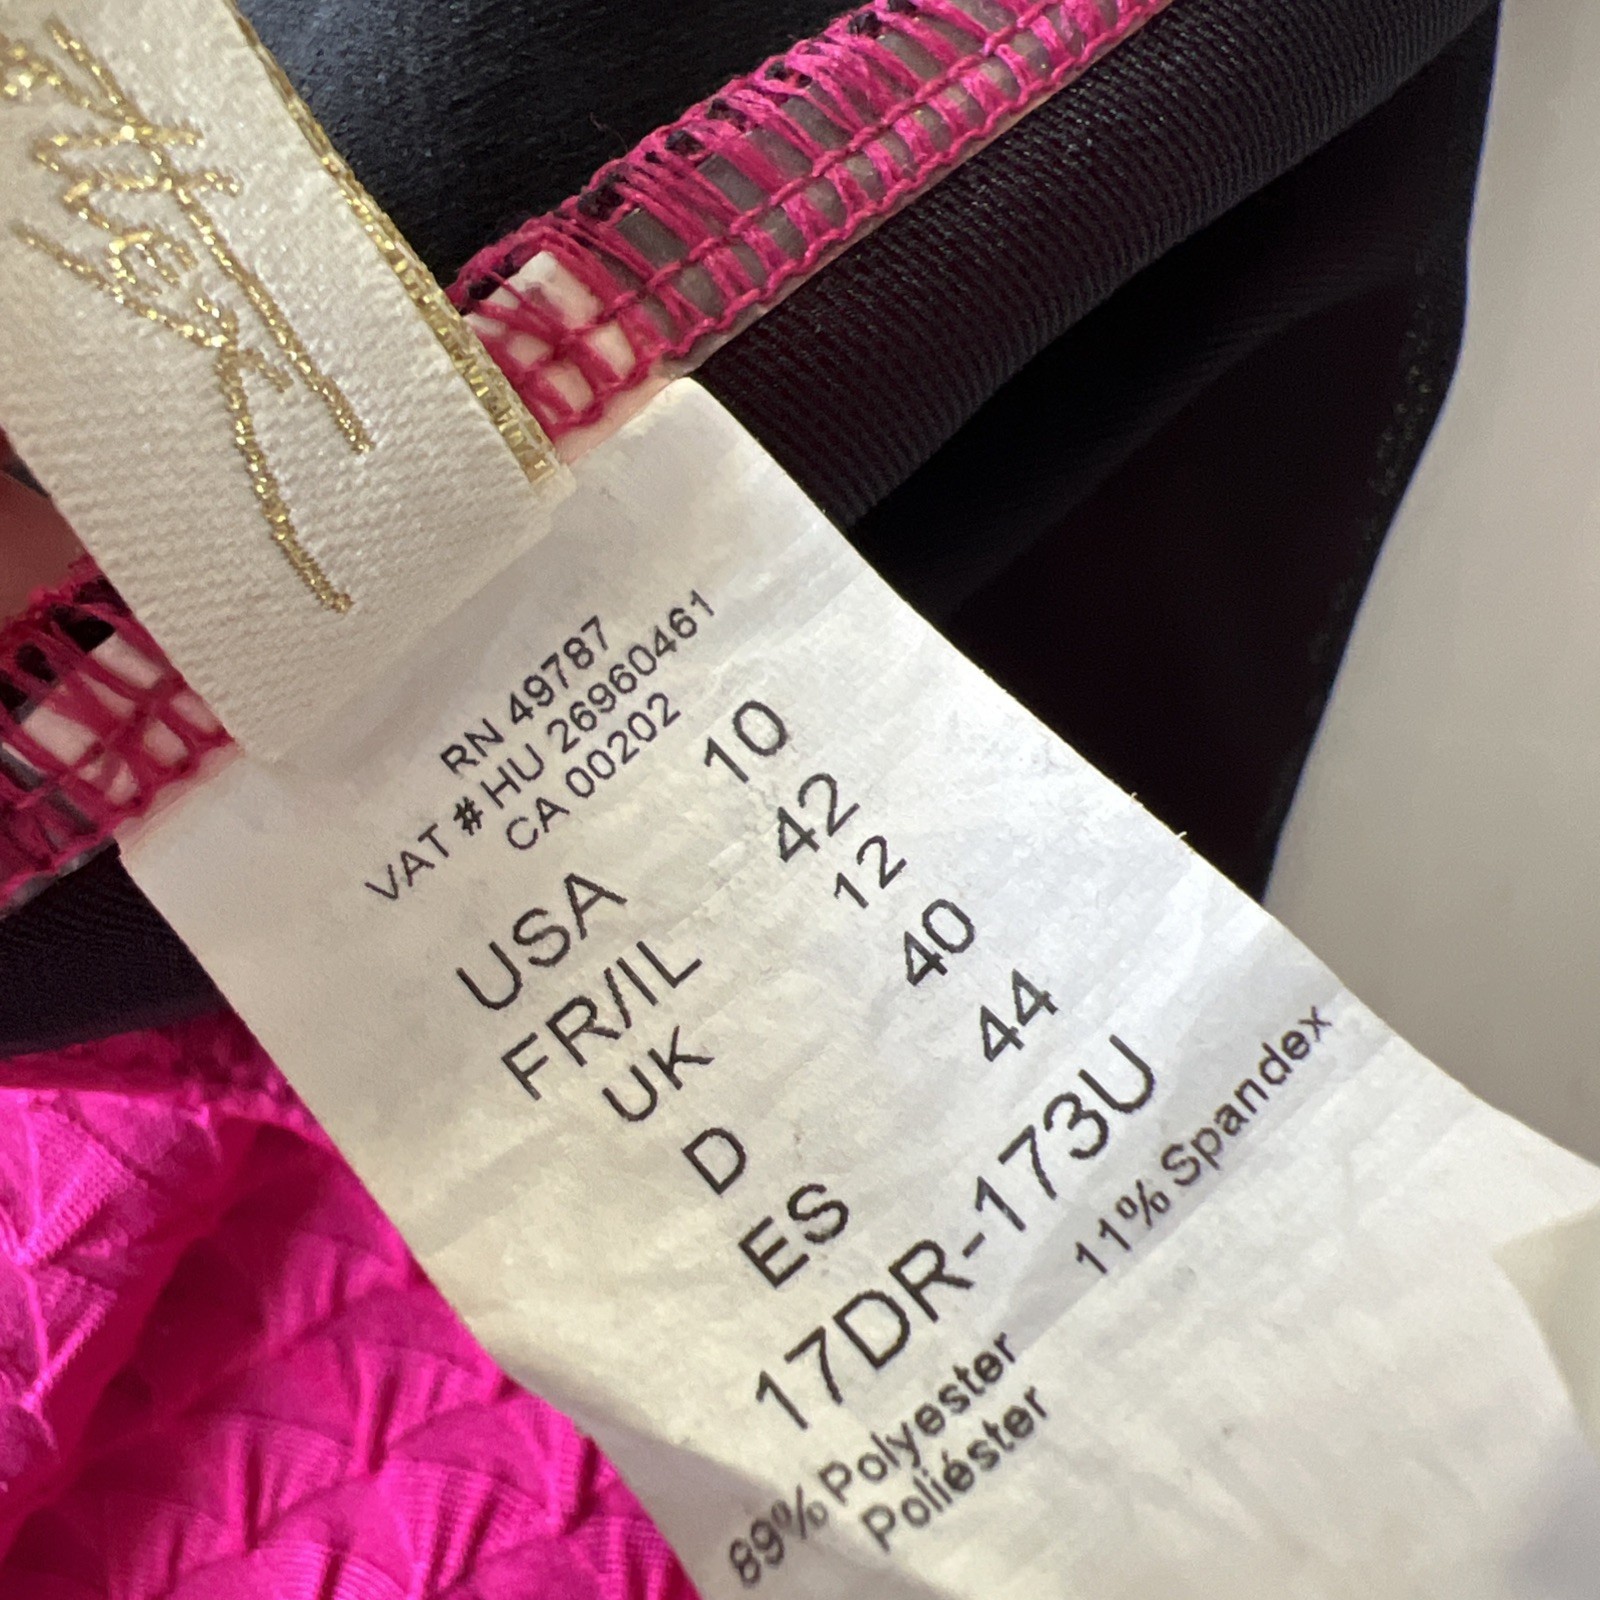 RN 49787
VAT # HU 26960461
CA 00202
USA 10
FR/IL 42
UK 12
D 40
ES 44
17DR-173U
89% Polyester 11% Spandex
Poliéster